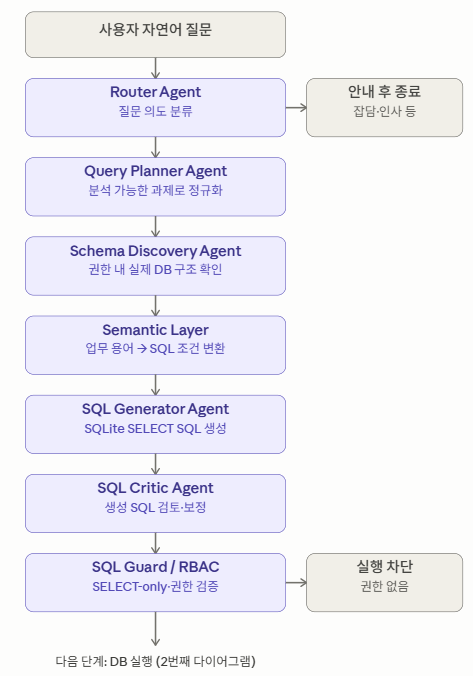 사용자 자연어 질문
Router Agent
질문 의도 분류
안내 후 종료
잡담·인사 등
Query Planner Agent
분석 가능한 과제로 정규화
Schema Discovery Agent
권한 내 실제 DB 구조 확인
Semantic Layer
업무 용어 → SQL 조건 변환
SQL Generator Agent
SQLite SELECT SQL 생성
SQL Critic Agent
생성 SQL 검토·보정
SQL Guard / RBAC
SELECT-only·권한 검증
실행 차단
권한 없음
다음 단계: DB 실행 (2번째 다이어그램)